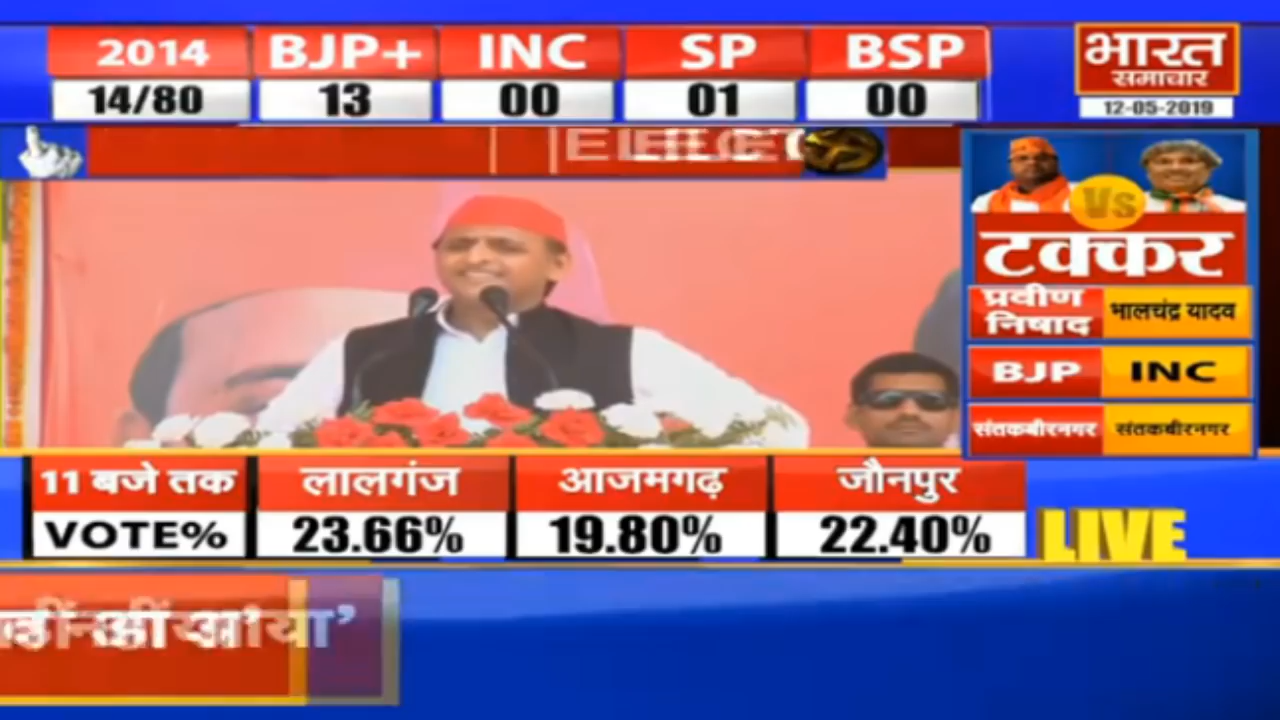 2014 BJP+ INC SP BSP
14/80 13 00 01 00
भारत
समाचार
12-05-2019
Vs
टक्कर
प्रवीण
निषाद
भालचंद्र यादव
BJP INC
संतकबीरनगर संतकबीरनगर
11 बजे तक लालगंज आजमगढ़ जौनपुर
VOTE% 23.66% 19.80% 22.40%
LIVE